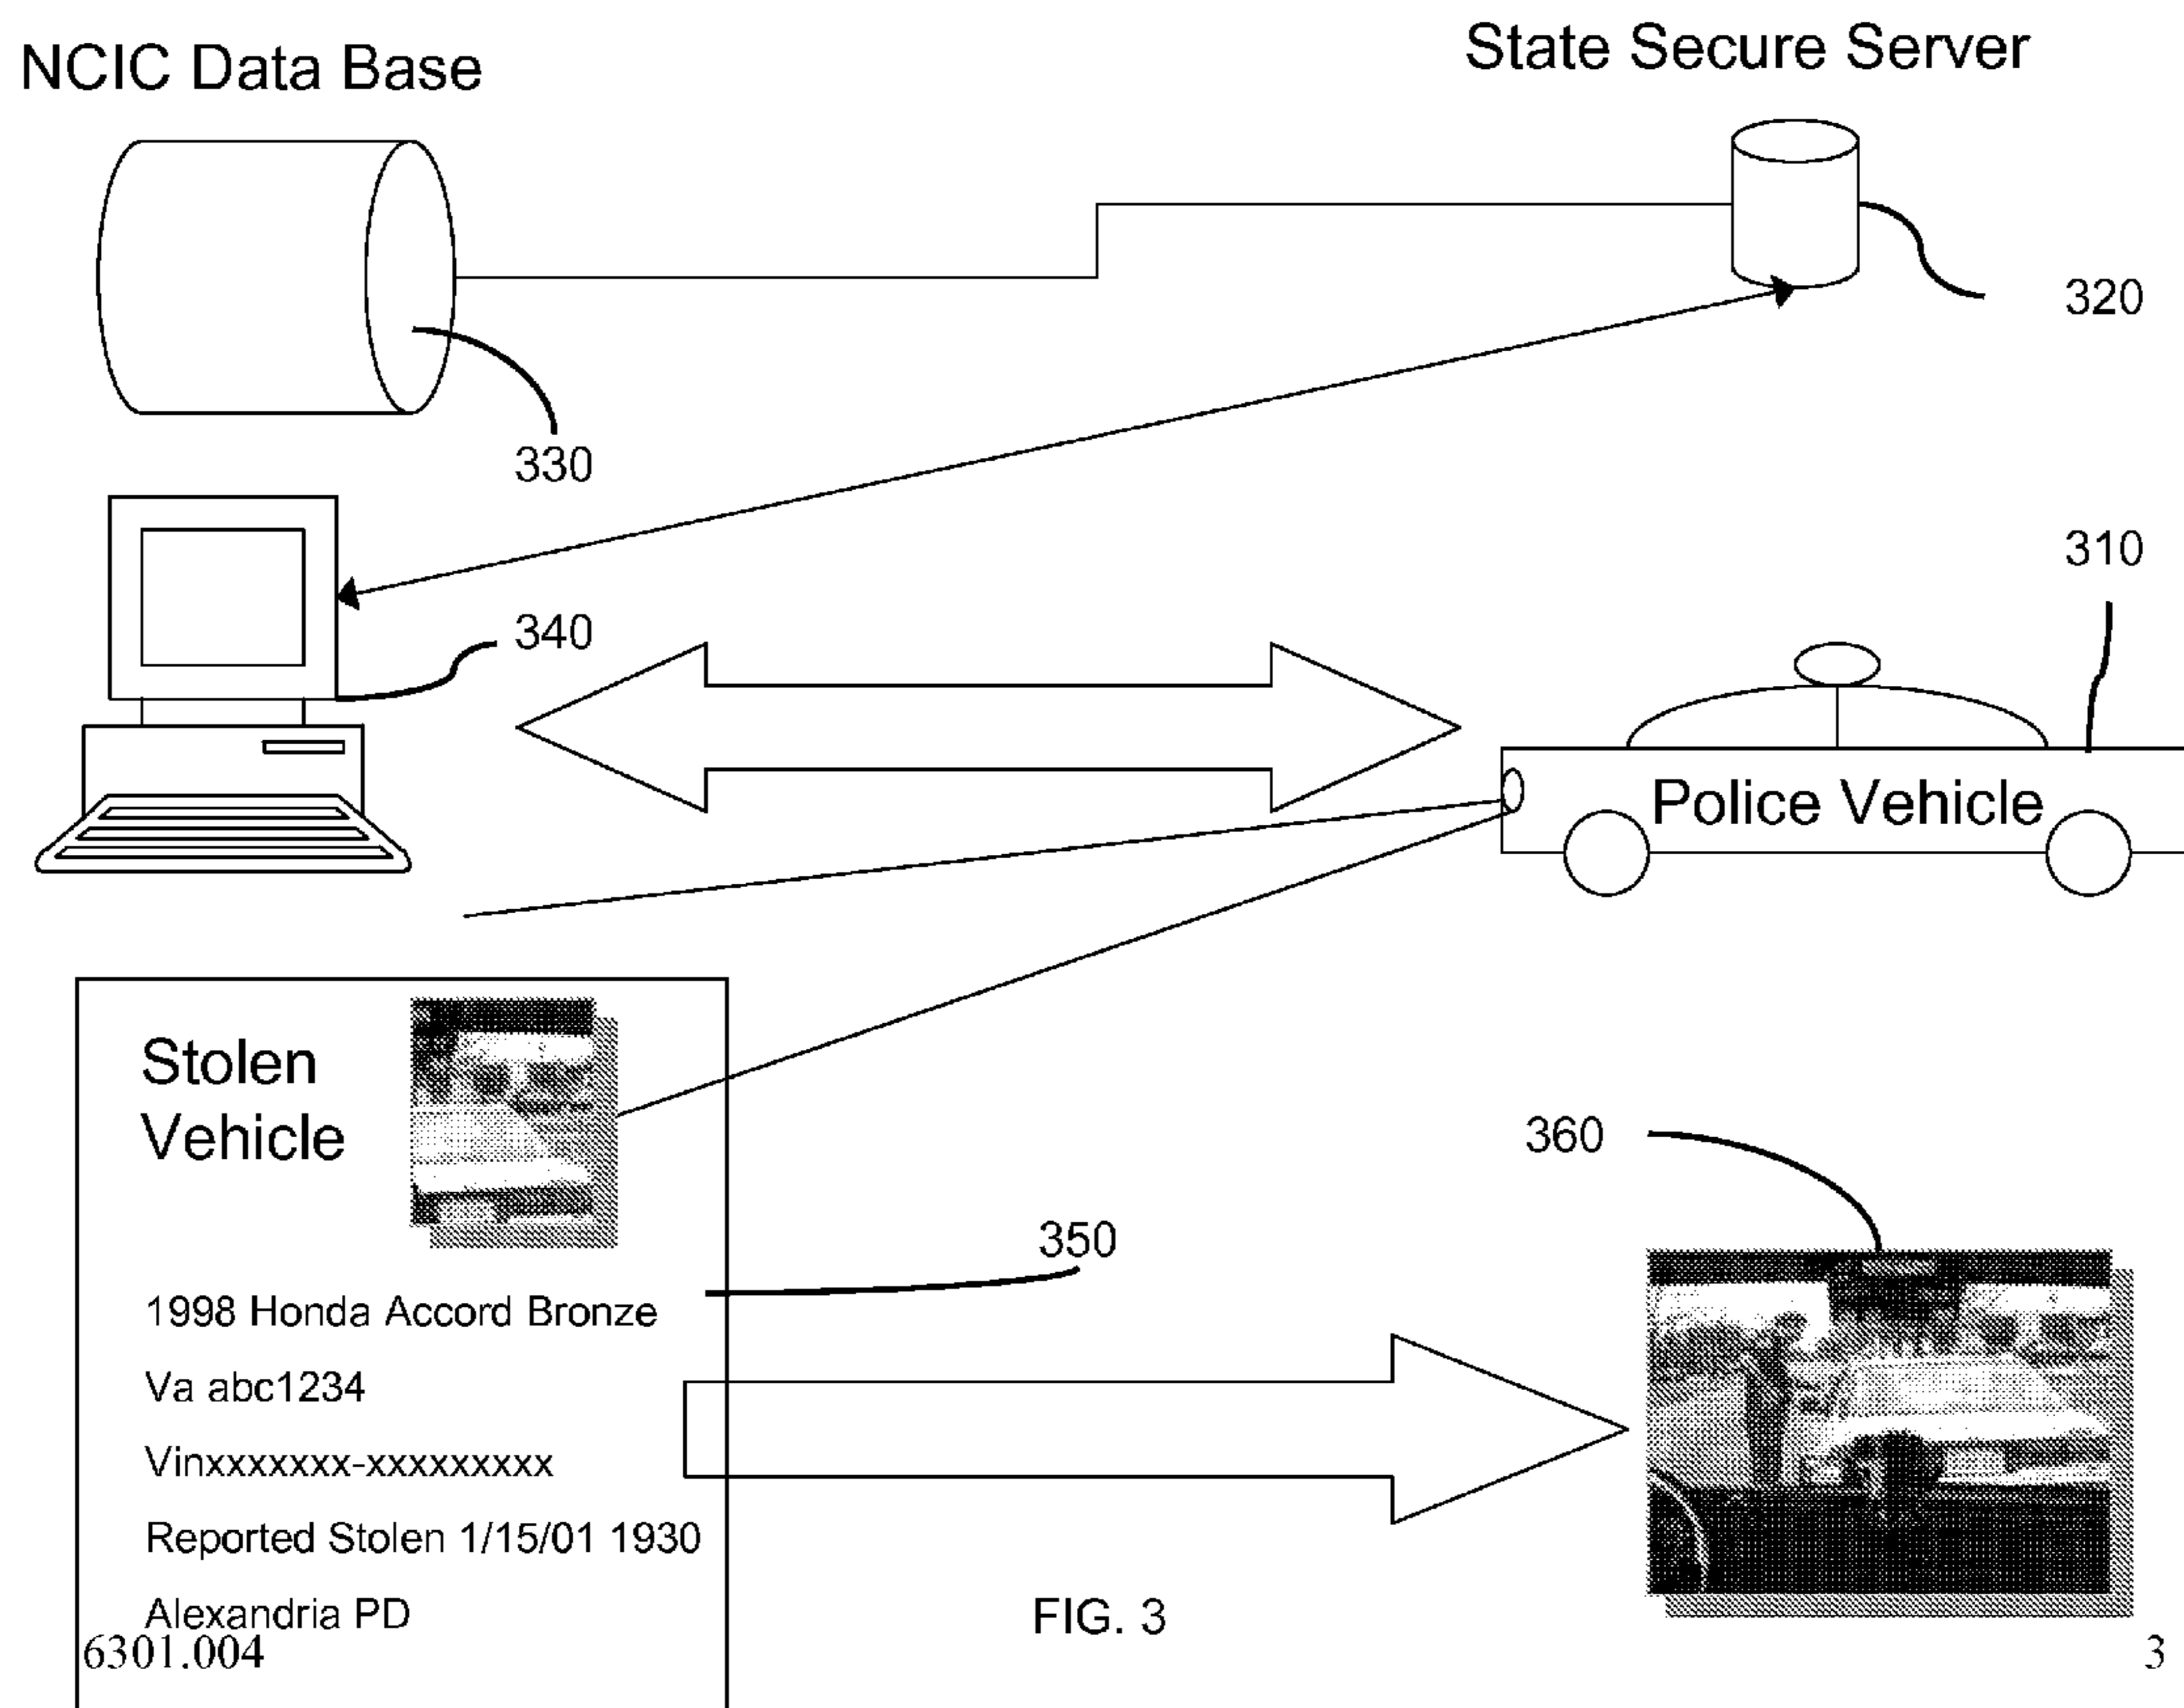 NCIC Data Base
State Secure Server
320
330
310
340
Police Vehicle
Stolen
Vehicle
360
350
1998 Honda Accord Bronze
Va abc1234
Vinxxxxxxx-xxxxxxxxx
Reported Stolen 1/15/01 1930
Alexandria PD
FIG. 3
6301.004
3